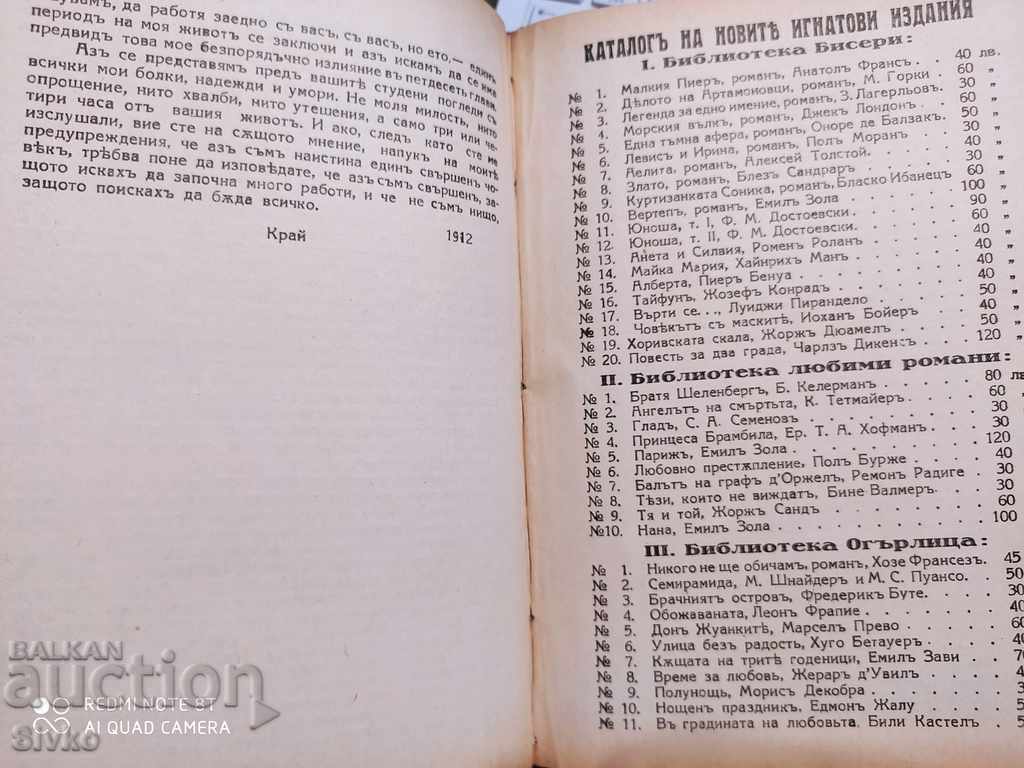 да работя заедно съ васъ, съ васъ, но ето,— единъ
периодъ на моя животъ се заключи и азъ искамъ да се има
предвидъ това мое безпорядъчно излияние въ петдесеть глави.
Азъ се представямъ предъ вашитѣ студени погледи съ
всички мои болки, надежди и умори. Не моля милость, нито
опрощение, нито хвалби, нито утешения, а само три или че-
тири часа отъ вашия животъ. И ако, следъ като сте ме
изслушали, вие сте на сѫщото мнение, напукъ на моитѣ
предупреждения, че азъ съмъ наистина единъ свършенъ чо-
вѣкъ, трѣбва поне да изповѣдате, че азъ съмъ свършенъ, за-
щото искахъ да започна много работи, и че не съмъ нищо,
защото поискахъ да бѫда всичко.
Край 1912
КАТАЛОГЪ НА НОВИТѢ ИГНАТОВИ ИЗДАНИЯ
I. Библиотека Бисери:
№ 1. Малкия Пиеръ, романъ, Анатолъ Франсъ . 40 лв.
№ 2. Дѣлото на Артамоновци, романъ, М. Горки . 60 „
№ 3. Легенда за едно имение, романъ, З. Лагерльовъ. 30 „
№ 4. Морския вълкъ, романъ, Джекъ Лондонъ . . 60 „
№ 5. Една тъмна афера, романъ, Оноре де Балзакъ. 50 „
№ 6. Левисъ и Ирина, романъ, Полъ Моранъ . . 30 „
№ 7. Аелита, романъ, Алексей Толстой . . . 40 „
№ 8. Злато, романъ, Блезъ Сандраръ . . . 30 „
№ 9. Куртизанката Соника, романъ, Бласко Ибанецъ 60 „
№ 10. Вертепъ, романъ, Емилъ Зола . . . . 100 „
№ 11. Юноша, т. I, Ф. М. Достоевски . . . . 90 „
№ 12. Юноша, т. II, Ф. М. Достоевски. . . . 60 „
№ 13. Анета и Силвия, Роменъ Роланъ . . . . 40 „
№ 14. Майка Мария, Хайнрихъ Манъ . . . . 40 „
№ 15. Алберта, Пиеръ Бенуа . . . . . 40 „
№ 16. Тайфунъ, Жозефъ Конрадъ . . . . . 40 „
№ 17. Върти се. . ., Луиджи Пирандело . . . 50 „
№ 18. Човѣкътъ съ маскитѣ, Иоханъ Бойеръ . . 40 „
№ 19. Хоривската скала, Жоржъ Дюамелъ . . . 50 „
№ 20. Повесть за два града, Чарлзъ Дикенсъ . . 120 „
II. Библиотека любими романи:
№ 1. Братя Шеленбергъ, Б. Келерманъ . . . . 80 лв
№ 2. Ангелътъ на смъртьта, К. Тетмайеръ . . . 60 „
№ 3. Гладъ, С. А. Семеновъ . . . . . 30
№ 4. Принцеса Брамбила, Ер. Т. А. Хофманъ . . 30
№ 5. Парижъ, Емилъ Зола . . . . . 120
№ 6. Любовно престѫпление, Полъ Бурже . . . 40
№ 7. Балътъ на графъ д'Оржелъ, Ремонъ Радиге . 30
№ 8. Тѣзи, които не виждатъ, Бине Валмеръ . . 30
№ 9. Тя и той, Жоржъ Сандъ . . . . . 60
№10. Нана, Емилъ Зола . . . . . . 100
III. Библиотека Огърлица:
№ 1. Никого не ще обичамъ, романъ, Хозе Франсезъ. 45
№ 2. Семирамида, М. Шнайдеръ и М. С. Пуансо. . 50
№ 3. Брачниятъ островъ, Фредерикъ Буте. . . 30
№ 4. Обожаваната, Леонъ Фрапие . . . . 40
№ 5. Донъ Жуанкитѣ, Марселъ Прево . . . 60
№ 6. Улица безъ радость, Хуго Бетауеръ . . .
№ 7. Кѫщата на тритѣ годеници, Емилъ Зави .
№ 8. Време за любовь, Жераръ д'Увилъ . . .
№ 9. Полунощь, Морисъ Декобра . . . .
№ 10. Нощенъ праздникъ, Едмонъ Жалу . . .
№ 11. Въ градината на любовьта. Били Кастелъ .
BALKAN
auction
REDMI NOTE 8T
AI QUAD CAMERA
3ivko